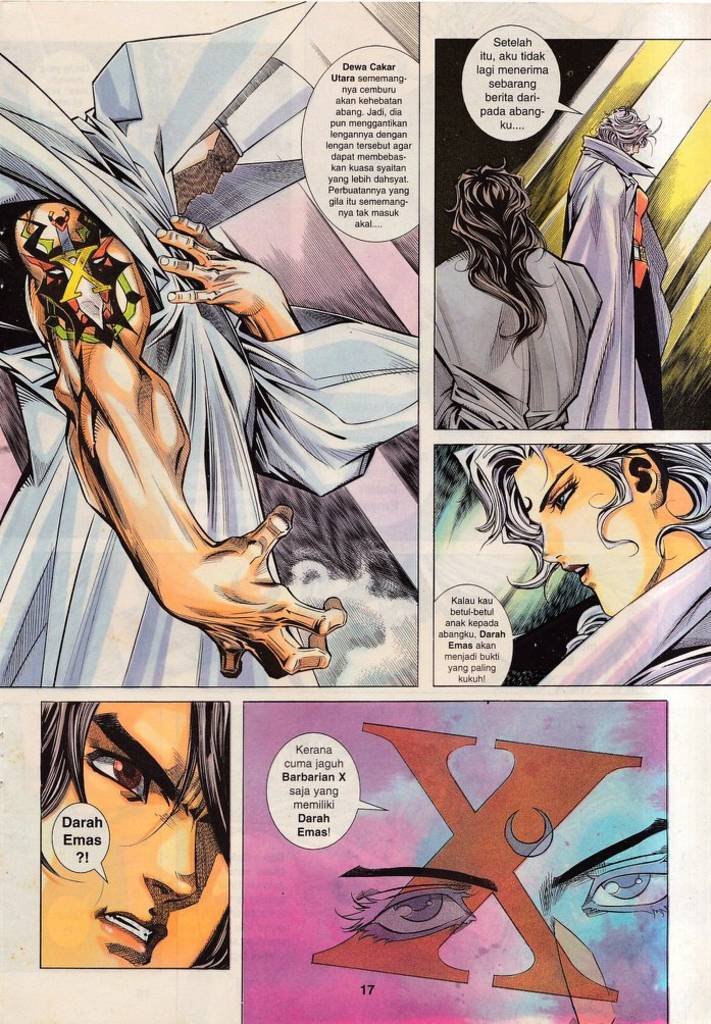 Dewa Cakar
Utara sememang-
nya cemburu
akan kehebatan
abang. Jadi, dia
pun menggantikan
lengannya dengan
lengan tersebut agar
dapat membebas-
kan kuasa syaitan
yang lebih dahsyat.
Perbuatannya yang
gila itu sememang-
nya tak masuk
akal....
Setelah
itu, aku tidak
lagi menerima
sebarang
berita dari-
pada abang-
ku....
Kalau kau
betul-betul
anak kepada
abangku, Darah
Emas akan
menjadi bukti
yang paling
kukuh!
Darah
Emas
?!
Kerana
cuma jaguh
Barbarian X
saja yang
memiliki
Darah
Emas!
X
X
17